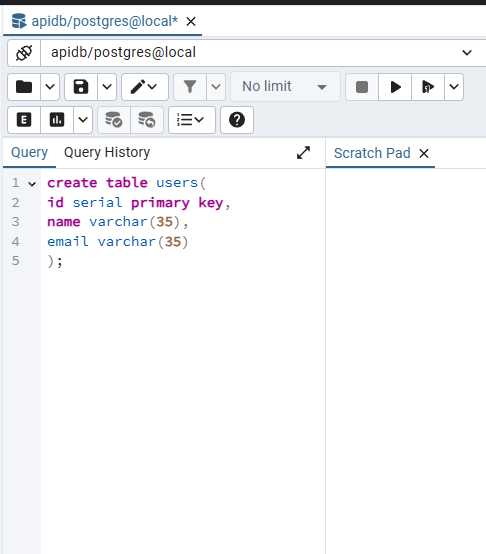 apidb/postgres@local*
apidb/postgres@local
No limit
E
Query Query History Scratch Pad
1 create table users(
2 id serial primary key,
3 name varchar(35),
4 email varchar(35)
5 );